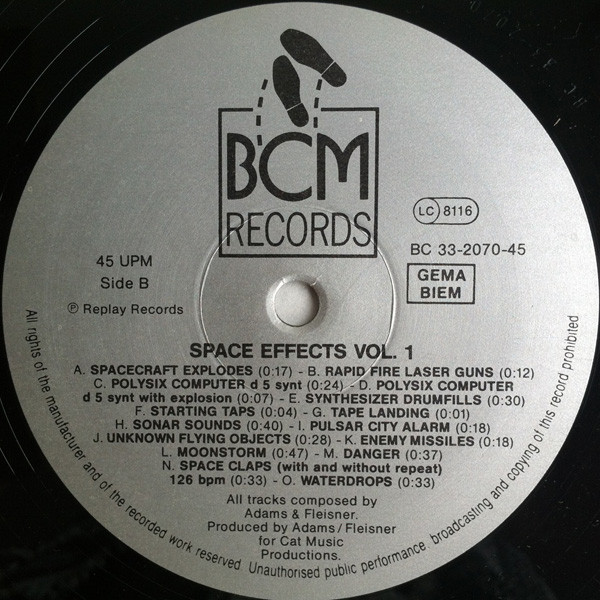 BCM
RECORDS
LC 8116
45 UPM
Side B
℗ Replay Records
BC 33-2070-45
GEMA
BIEM
SPACE EFFECTS VOL. 1
A. SPACECRAFT EXPLODES (0:17) - B. RAPID FIRE LASER GUNS (0:12)
C. POLYSIX COMPUTER d 5 synt (0:24) - D. POLYSIX COMPUTER
d 5 synt with explosion (0:07) - E. SYNTHESIZER DRUMFILLS (0:30)
F. STARTING TAPS (0:04) - G. TAPE LANDING (0:01)
H. SONAR SOUNDS (0:40) - I. PULSAR CITY ALARM (0:18)
J. UNKNOWN FLYING OBJECTS (0:28) - K. ENEMY MISSILES (0:18)
L. MOONSTORM (0:47) - M. DANGER (0:37)
N. SPACE CLAPS (with and without repeat)
126 bpm (0:33) - O. WATERDROPS (0:33)
All tracks composed by
Adams & Fleisner.
Produced by Adams/Fleisner
for Cat Music
Productions.
All rights of the manufacturer and of the recorded work reserved. Unauthorised public performance, broadcasting and copying of this record prohibited